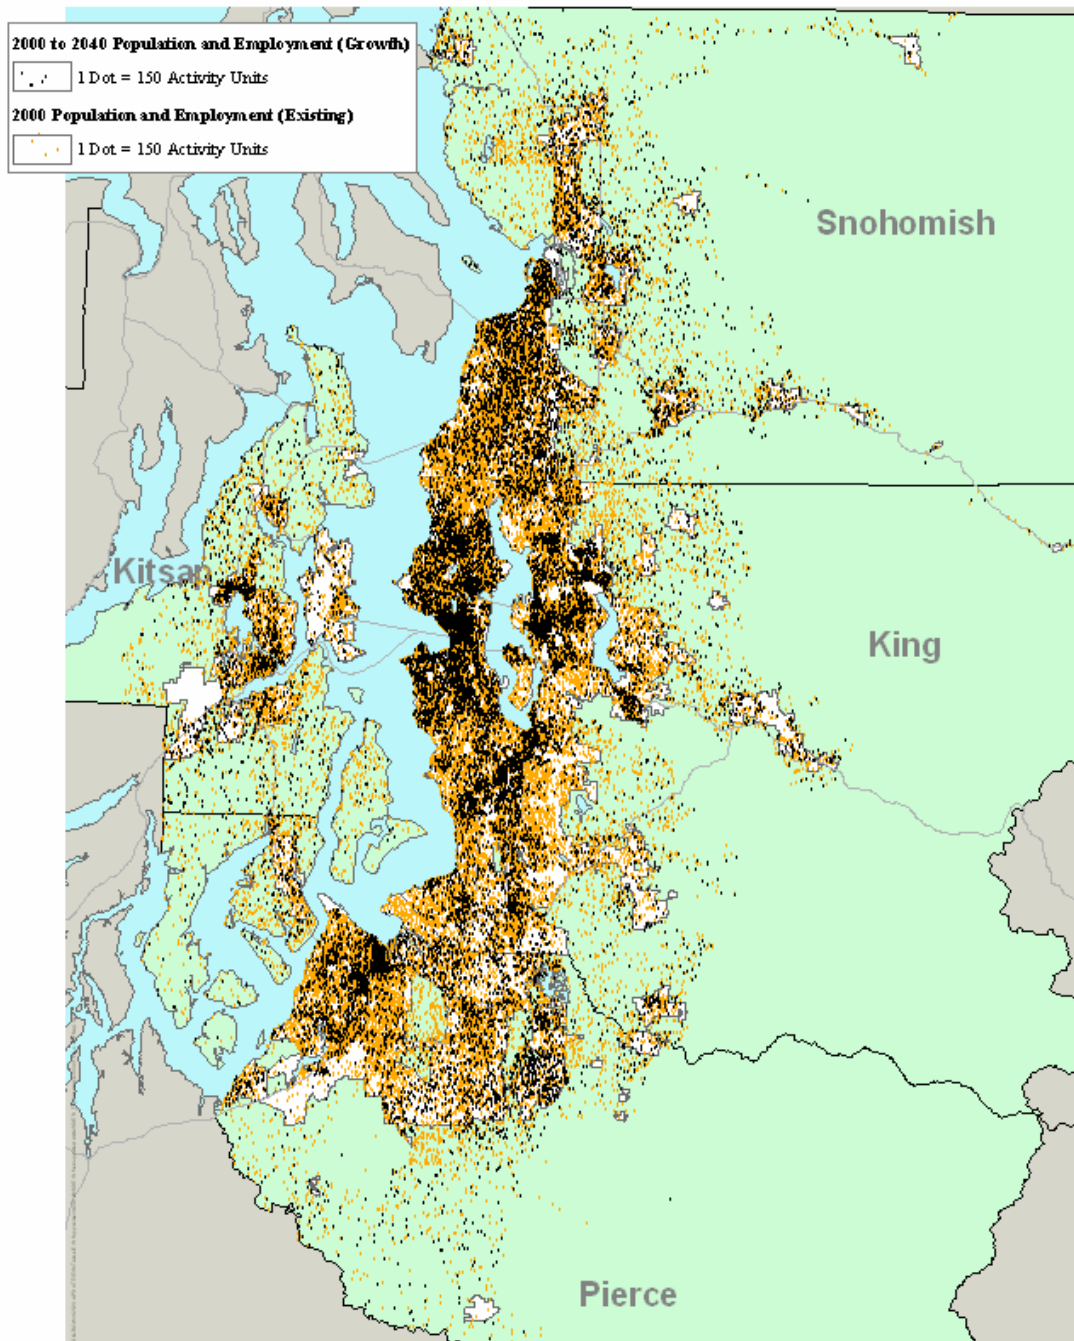 2000 to 2040 Population and Employment (Growth)
1 Dot = 150 Activity Units
2000 Population and Employment (Existing)
1 Dot = 150 Activity Units
Snohomish
Kitsap
King
Pierce